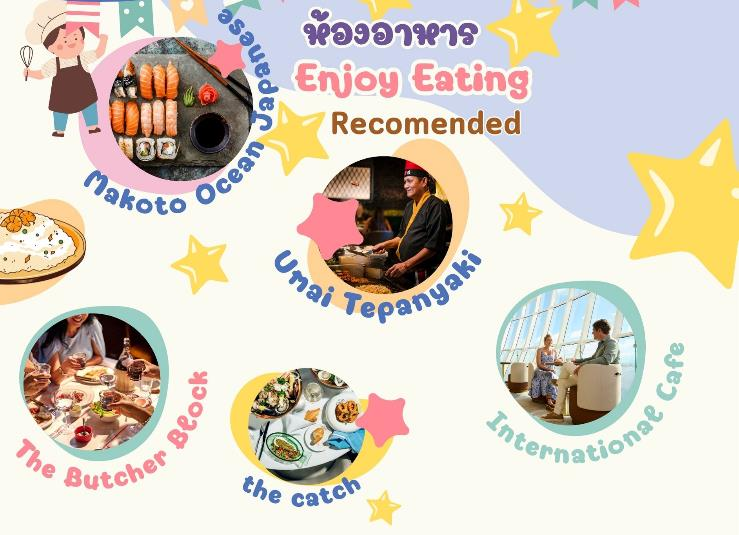 ห้องอาหาร
Enjoy Eating
Recomended
Makoto Ocean Japanese
Umai Tepanyaki
International Cafe
The Butcher Block
the catch